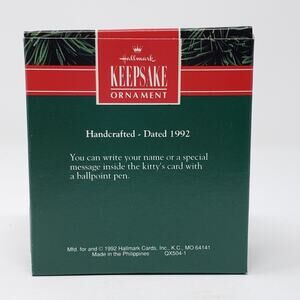 Hallmark
KEEPSAKE
ORNAMENT
Handcrafted - Dated 1992
You can write your name or a special
message inside the kitty's card with
a ballpoint pen.
Mfd. for and © 1992 Hallmark Cards, Inc., K.C., MO 64141
Made in the Philippines QX504-1